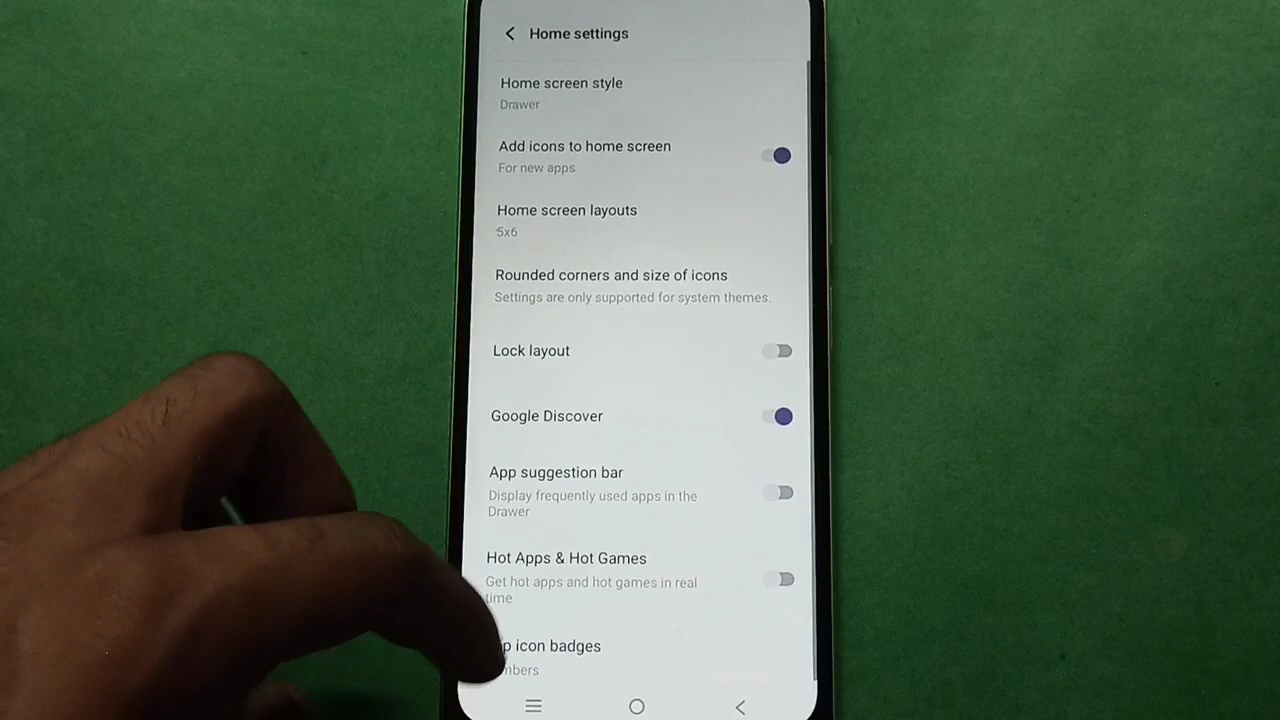 Home settings
Home screen style
Drawer
Add icons to home screen
For new apps
Home screen layouts
5x6
Rounded corners and size of icons
Settings are only supported for system themes.
Lock layout
Google Discover
App suggestion bar
Display frequently used apps in the
Drawer
Hot Apps & Hot Games
Get hot apps and hot games in real
time
icon badges